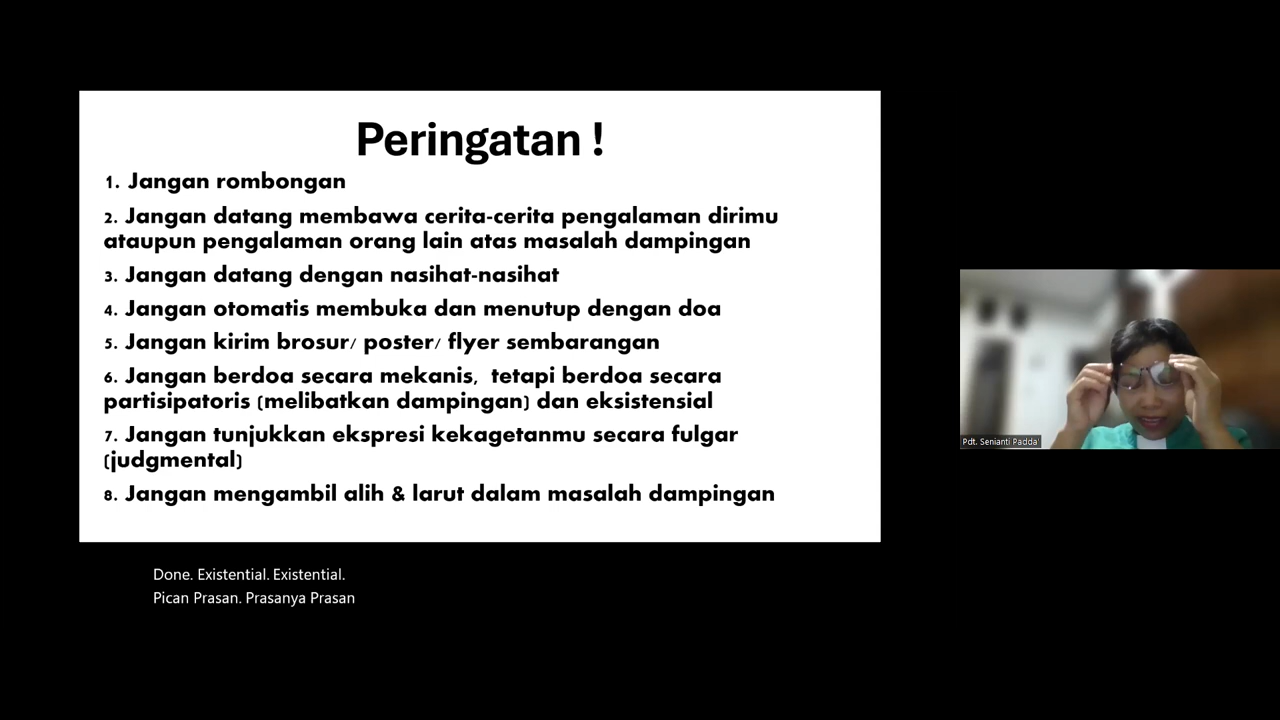 Peringatan !
1. Jangan rombongan
2. Jangan datang membawa cerita-cerita pengalaman dirimu
ataupun pengalaman orang lain atas masalah dampingan
3. Jangan datang dengan nasihat-nasihat
4. Jangan otomatis membuka dan menutup dengan doa
5. Jangan kirim brosur/ poster/ flyer sembarangan
6. Jangan berdoa secara mekanis, tetapi berdoa secara
partisipatoris (melibatkan dampingan) dan eksistensial
7. Jangan tunjukkan ekspresi kekagetanmu secara fulgar
(judgmental)
8. Jangan mengambil alih & larut dalam masalah dampingan
Pdt. Senianti Padda'
Done. Existential. Existential.
Pican Prasan. Prasanya Prasan